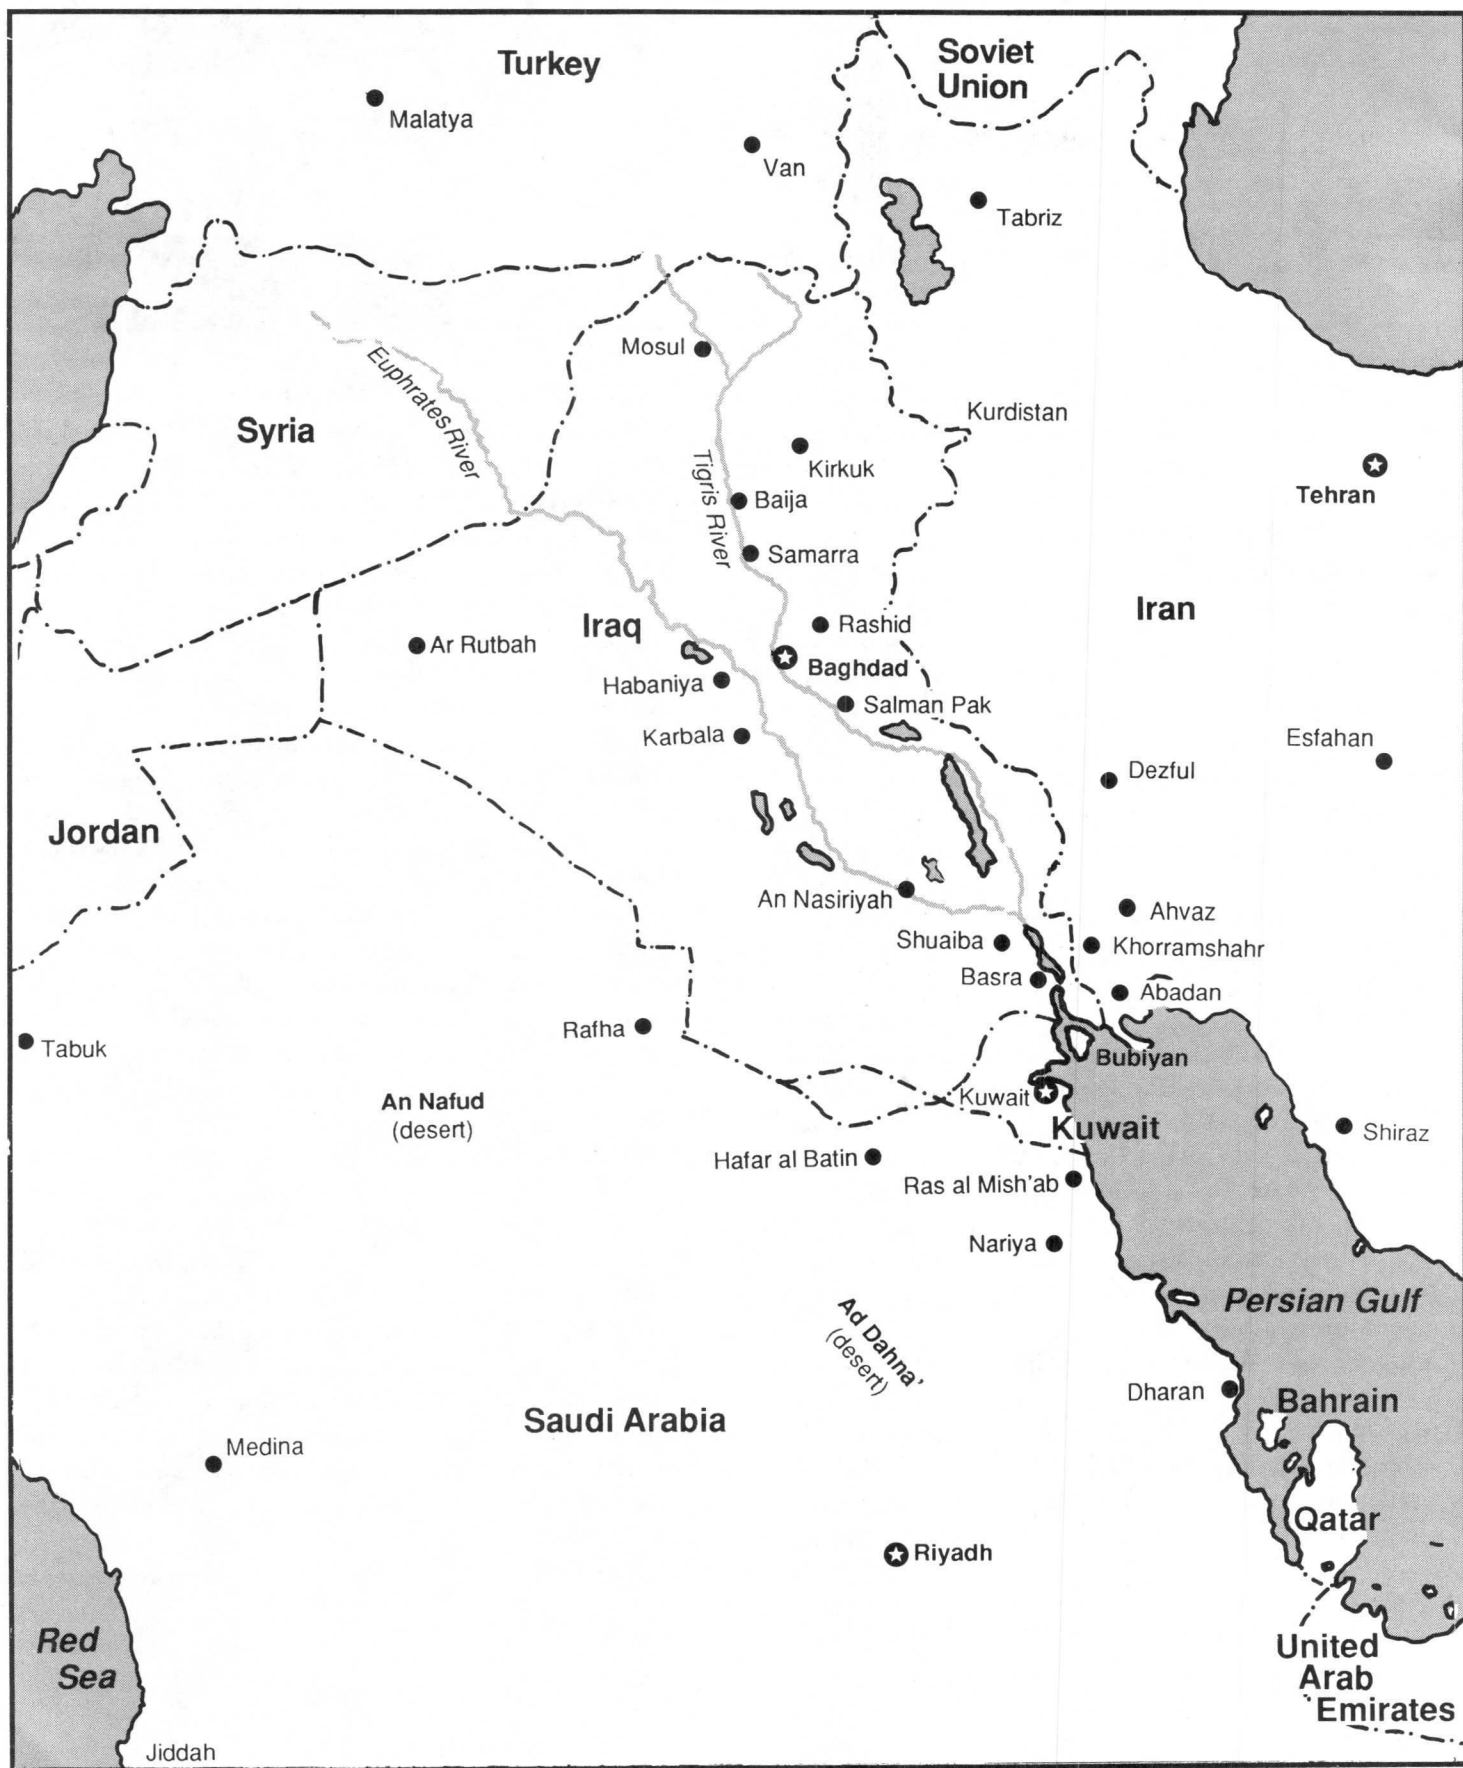 Turkey
Soviet
Union
Malatya
Van
Tabriz
Mosul
Euphrates River
Kurdistan
Syria
Tigris River
Kirkuk
Tehran
Baija
Samarra
Iran
Iraq
Rashid
Ar Rutbah
Baghdad
Habaniya
Salman Pak
Karbala
Esfahan
Dezful
Jordan
An Nasiriyah
Ahvaz
Shuaiba
Khorramshahr
Basra
Abadan
Rafha
Tabuk
Bubiyan
An Nafud
(desert)
Kuwait
Kuwait
Shiraz
Hafar al Batin
Ras al Mish'ab
Nariya
Persian Gulf
Ad Dahna'
(desert)
Dharan
Bahrain
Saudi Arabia
Medina
Qatar
Riyadh
Red
Sea
United
Arab
Emirates
Jiddah